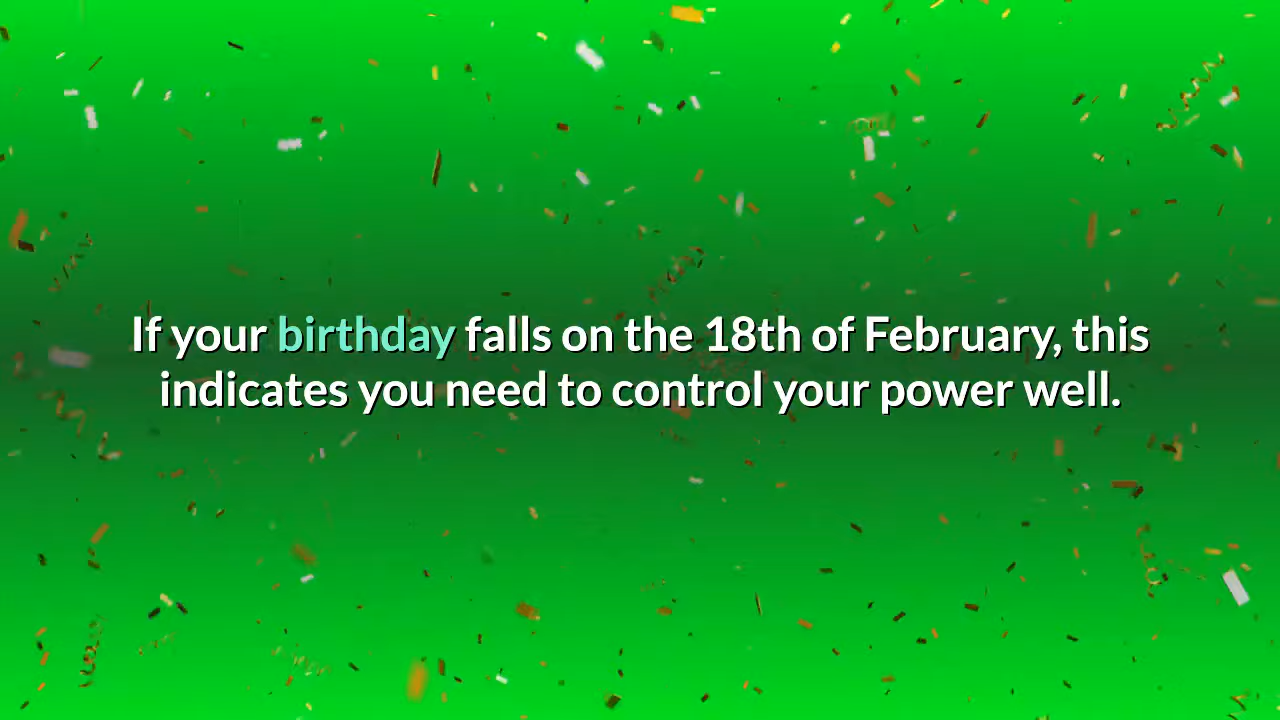 If your birthday falls on the 18th of February, this
indicates you need to control your power well.